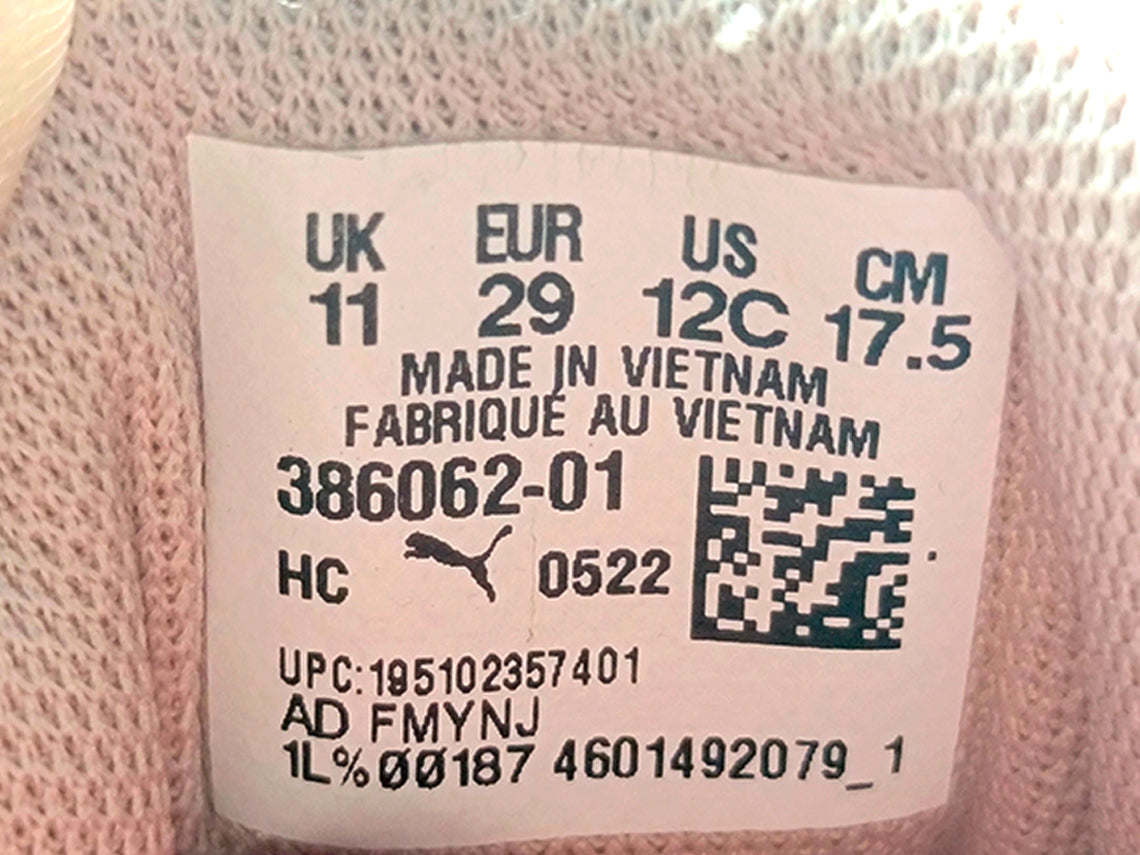 UK EUR US CM
11 29 12C 17.5
MADE IN VIETNAM
FABRIQUÉ AU VIETNAM
386062-01
HC 0522
UPC:195102357401
AD FMYNJ
1L%ØØ187 4601492079_1